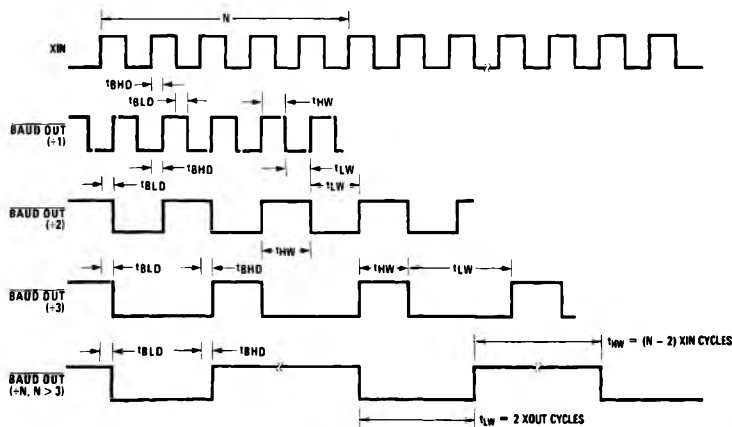 N
XIN
tBHD
tBLD
tHW
BAUD OUT
(÷1)
tBHD
tLW
tBLD
tLW
BAUD OUT
(÷2)
tHW
tBLD
tBHD
tHW
tLW
BAUD OUT
(÷3)
tHW = (N – 2) XIN CYCLES
tBLD
tBHD
BAUD OUT
(÷N, N > 3)
tLW = 2 XOUT CYCLES